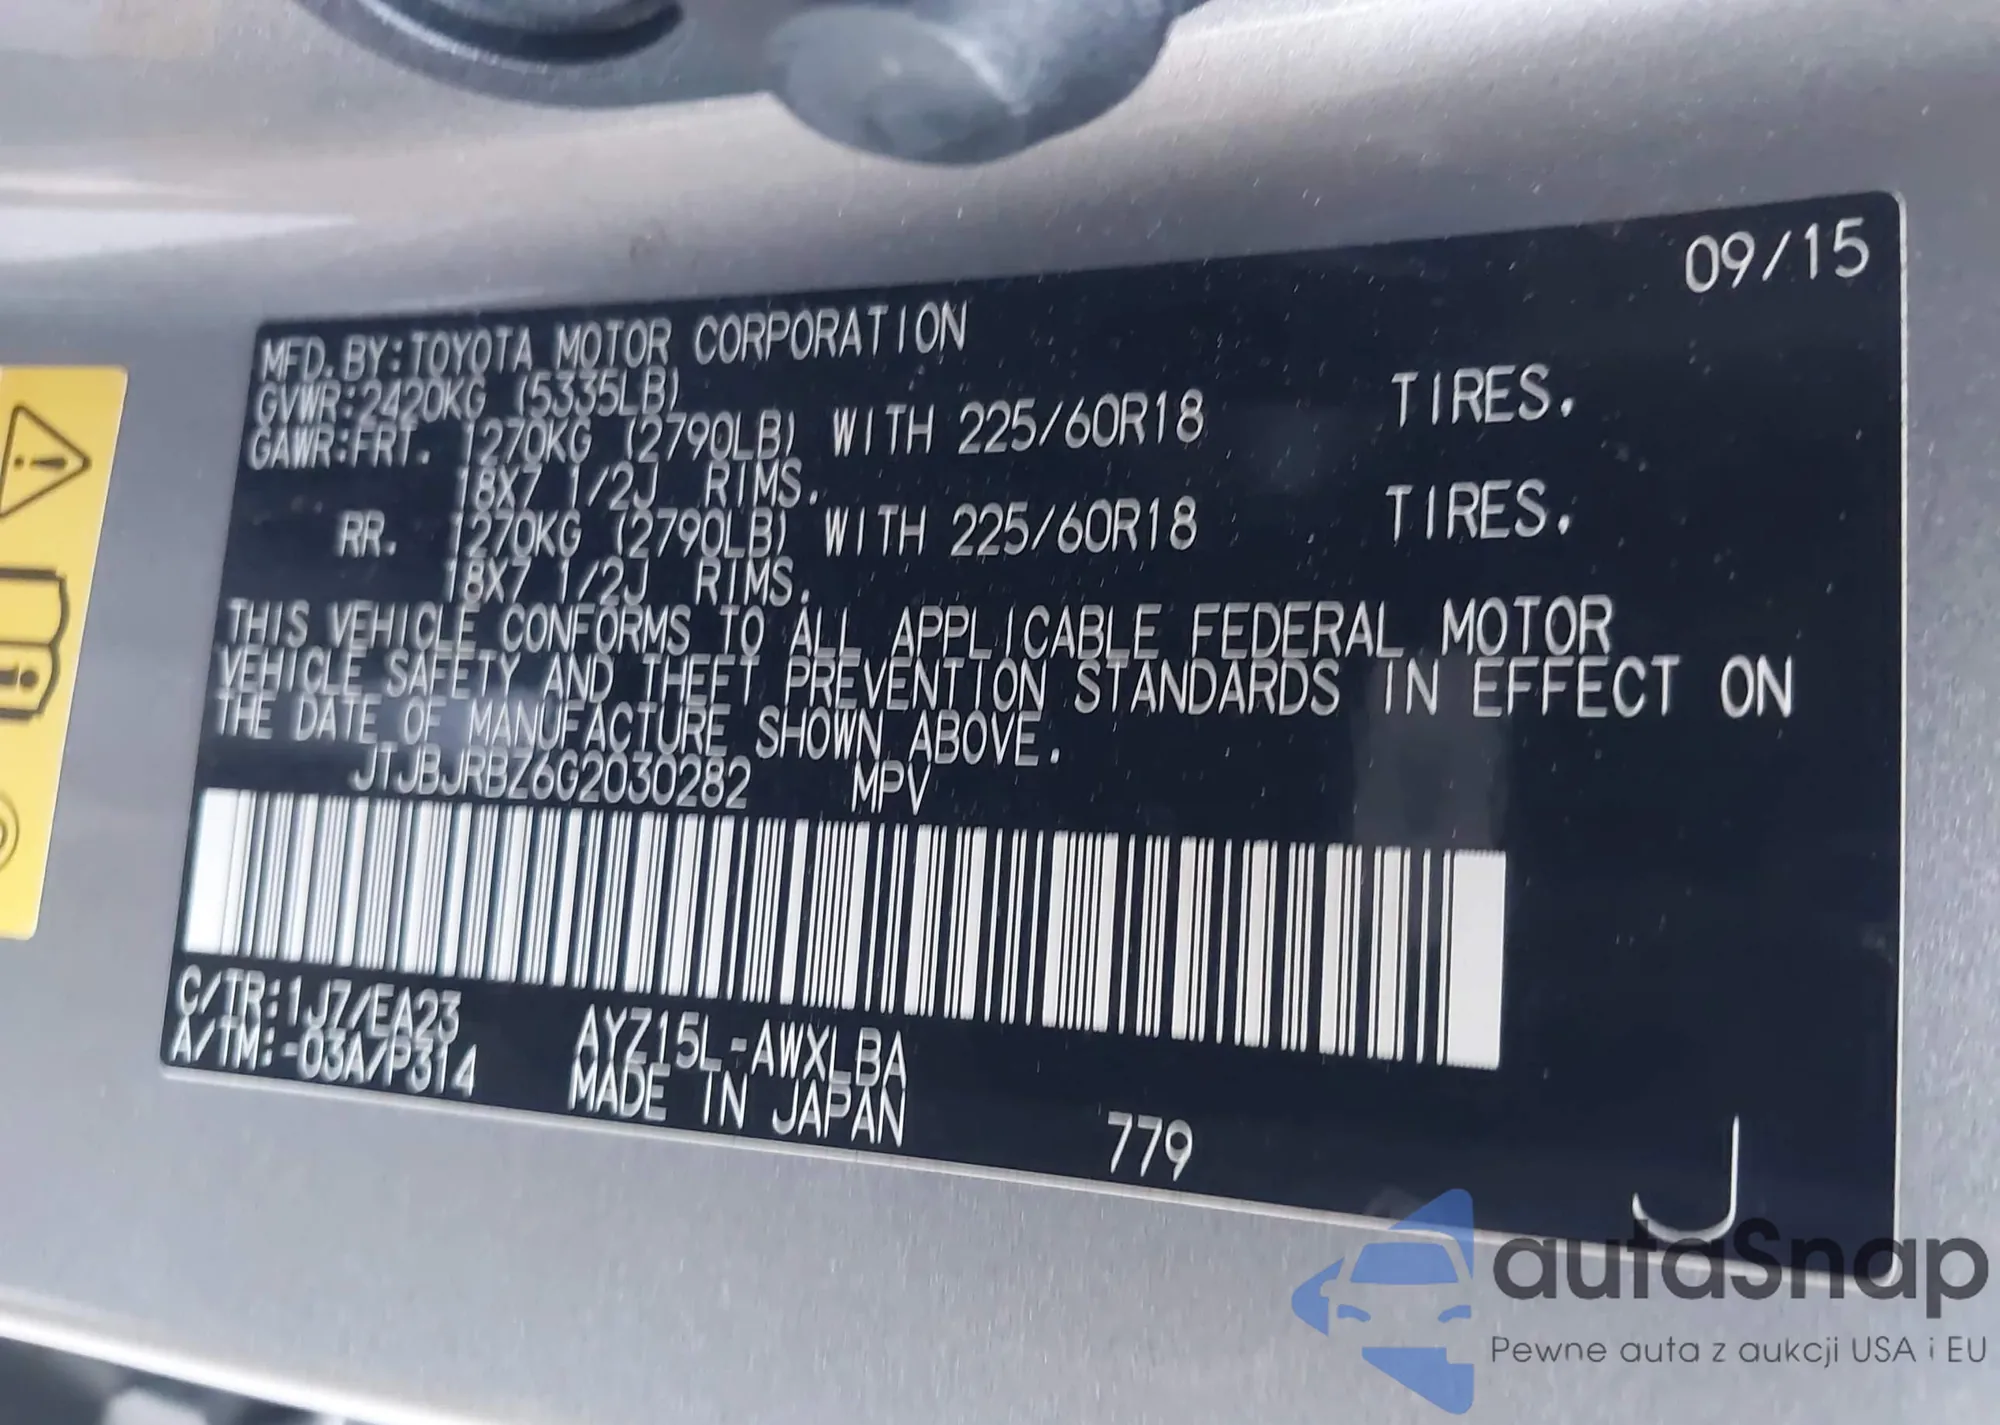 09/15
MFD.BY:TOYOTA MOTOR CORPORATION
GVWR:2420KG (5335LB)
GAWR:FRT. 1270KG (2790LB) WITH 225/60R18 TIRES.
18X7 1/2J RIMS.
RR. 1270KG (2790LB) WITH 225/60R18 TIRES.
18X7 1/2J RIMS.
THIS VEHICLE CONFORMS TO ALL APPLICABLE FEDERAL MOTOR
VEHICLE SAFETY AND THEFT PREVENTION STANDARDS IN EFFECT ON
THE DATE OF MANUFACTURE SHOWN ABOVE.
JTJBJRBZ6G2030282 MPV
C/TR:1J7/EA23
A/TM:-03A/P314
AYZ15L-AWXLBA
MADE IN JAPAN
779
J
autaSnap
Pewne auta z aukcji USA i EU